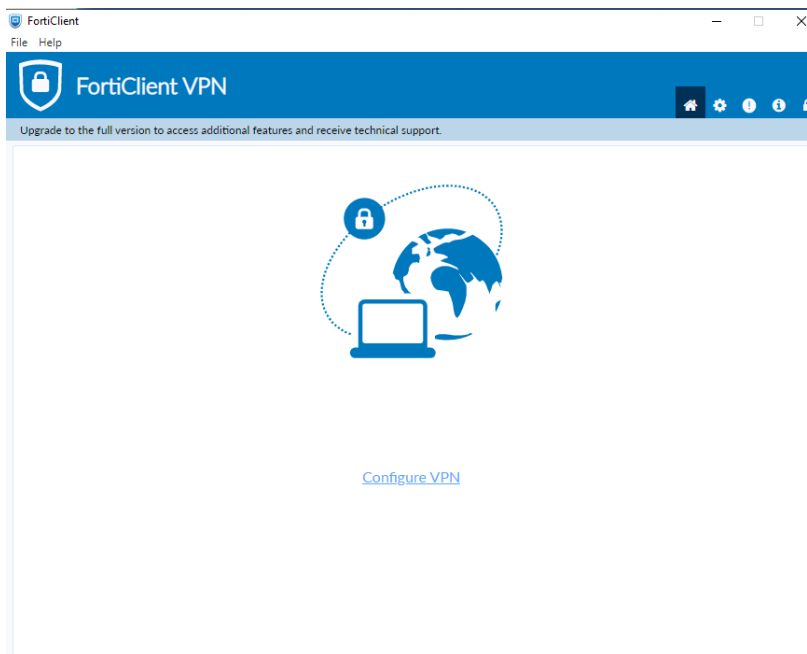 FortiClient
File Help
FortiClient VPN
Upgrade to the full version to access additional features and receive technical support.
Configure VPN